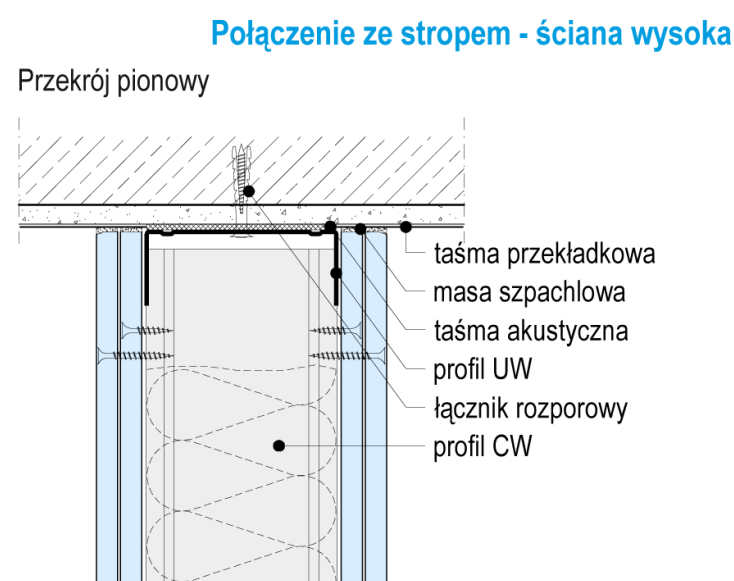 Połączenie ze stropem - ściana wysoka
Przekrój pionowy
taśma przekładkowa
masa szpachlowa
taśma akustyczna
profil UW
łącznik rozporowy
profil CW